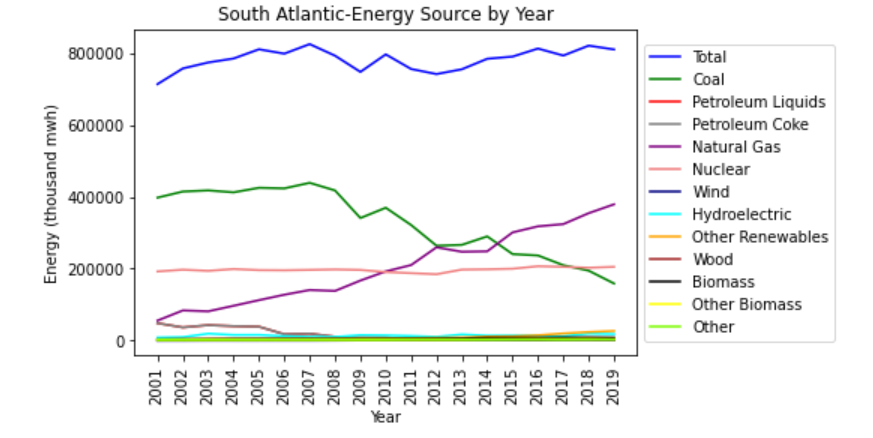 South Atlantic-Energy Source by Year
Energy (thousand mwh)
800000
600000
400000
200000
0
2001
2002
2003
2004
2005
2006
2007
2008
2009
2010
2011
2012
2013
2014
2015
2016
2017
2018
2019
Year
Total
Coal
Petroleum Liquids
Petroleum Coke
Natural Gas
Nuclear
Wind
Hydroelectric
Other Renewables
Wood
Biomass
Other Biomass
Other